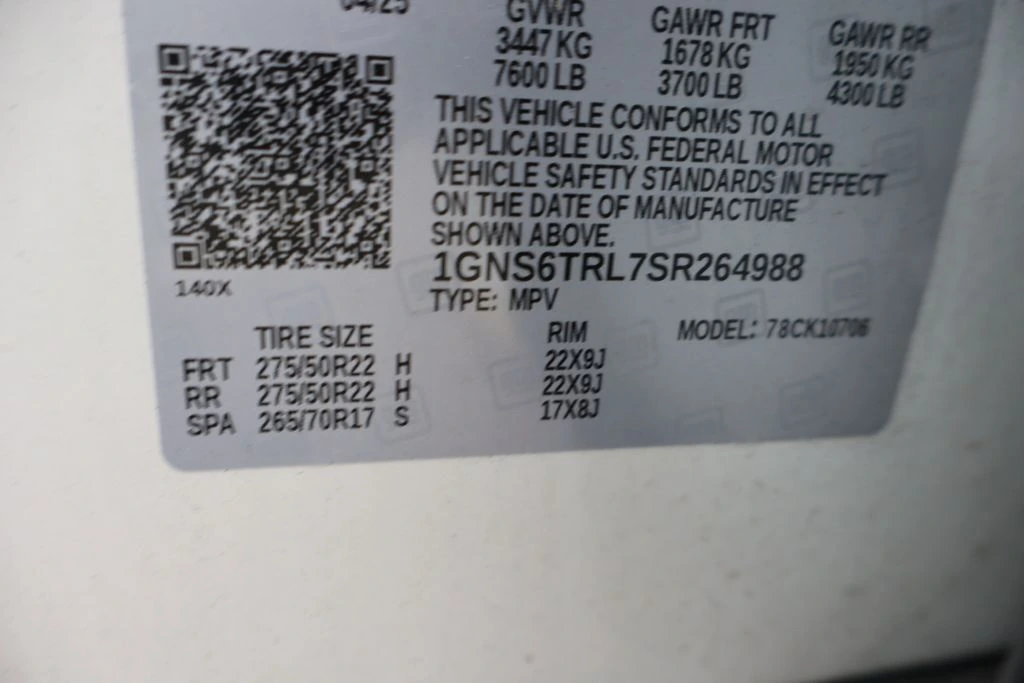 04/25
GVWR GAWR FRT GAWR RR
3447 KG 1678 KG 1950 KG
7600 LB 3700 LB 4300 LB
THIS VEHICLE CONFORMS TO ALL
APPLICABLE U.S. FEDERAL MOTOR
VEHICLE SAFETY STANDARDS IN EFFECT
ON THE DATE OF MANUFACTURE
SHOWN ABOVE.
1GNS6TRL7SR264988
140X
TYPE: MPV
MODEL: 78CK10706
TIRE SIZE RIM
FRT 275/50R22 H 22X9J
RR 275/50R22 H 22X9J
SPA 265/70R17 S 17X8J